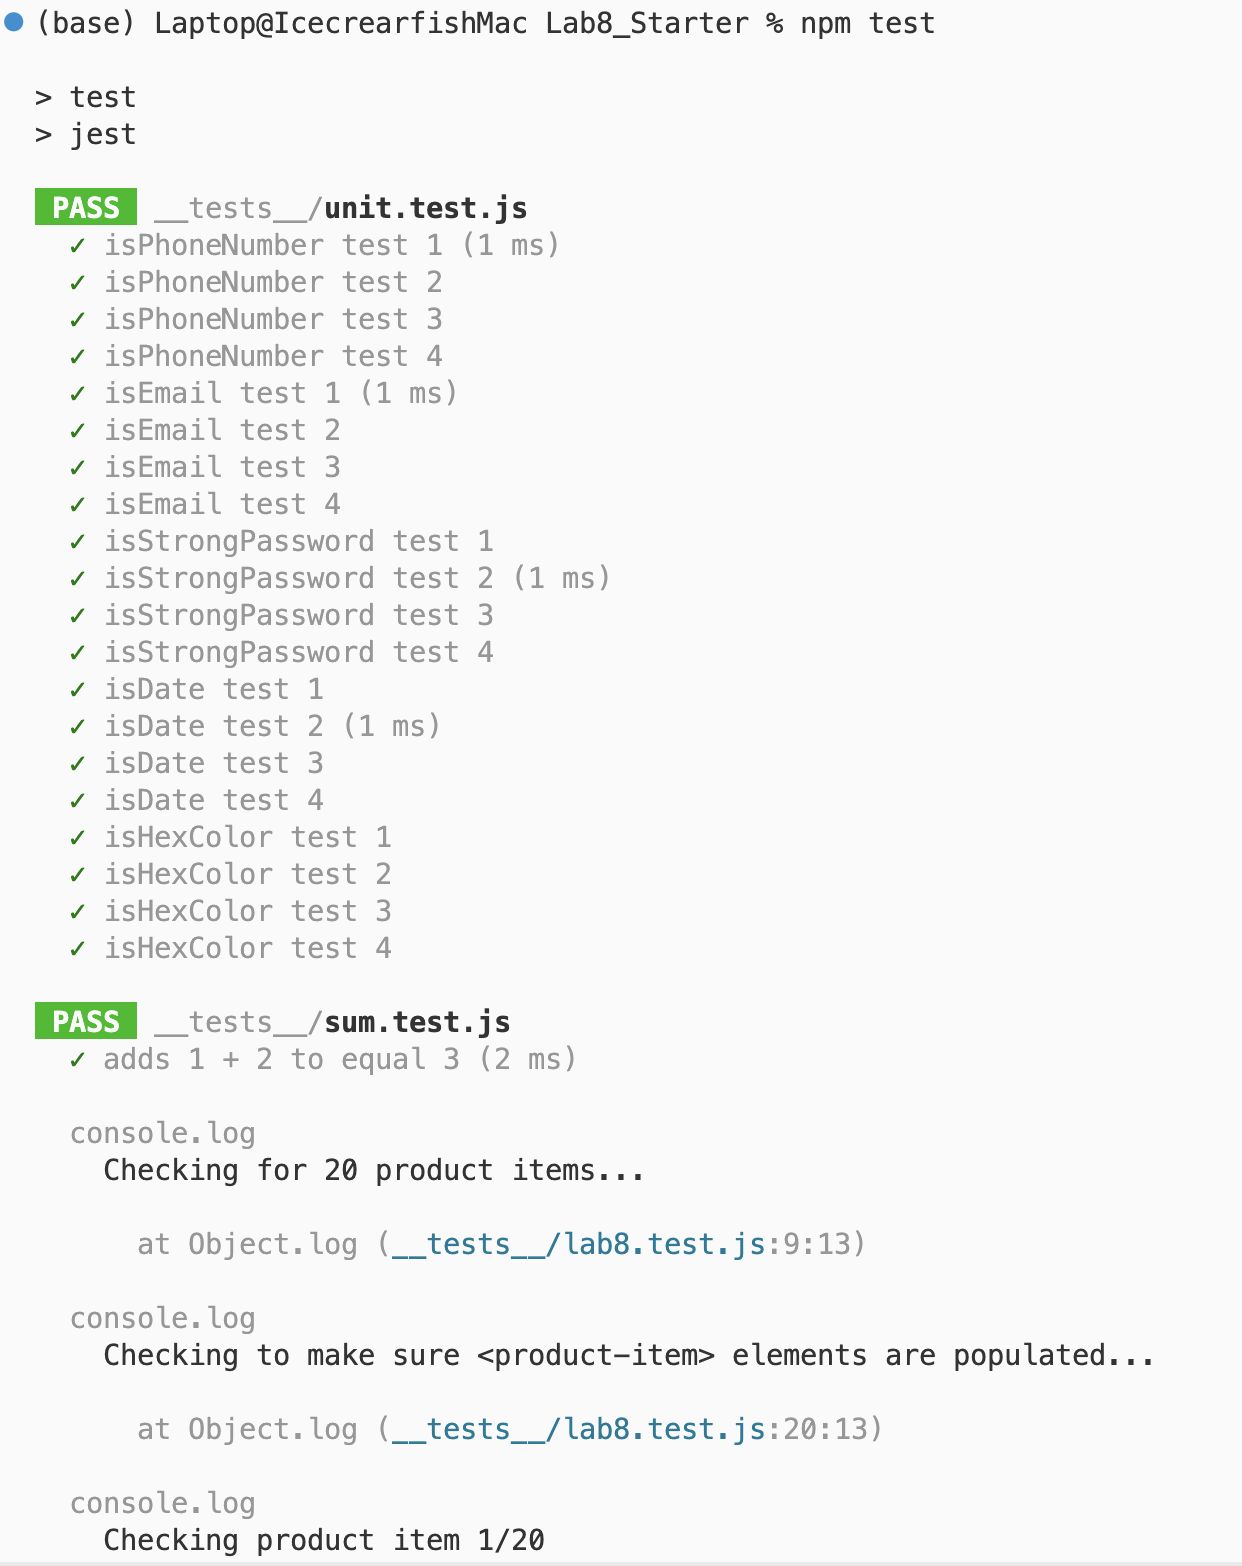 (base) Laptop@IcecrearfishMac Lab8_Starter % npm test
> test
> jest
PASS __tests__/unit.test.js
✓ isPhoneNumber test 1 (1 ms)
✓ isPhoneNumber test 2
✓ isPhoneNumber test 3
✓ isPhoneNumber test 4
✓ isEmail test 1 (1 ms)
✓ isEmail test 2
✓ isEmail test 3
✓ isEmail test 4
✓ isStrongPassword test 1
✓ isStrongPassword test 2 (1 ms)
✓ isStrongPassword test 3
✓ isStrongPassword test 4
✓ isDate test 1
✓ isDate test 2 (1 ms)
✓ isDate test 3
✓ isDate test 4
✓ isHexColor test 1
✓ isHexColor test 2
✓ isHexColor test 3
✓ isHexColor test 4
PASS __tests__/sum.test.js
✓ adds 1 + 2 to equal 3 (2 ms)
console.log
Checking for 20 product items...
at Object.log (__tests__/lab8.test.js:9:13)
console.log
Checking to make sure <product-item> elements are populated...
at Object.log (__tests__/lab8.test.js:20:13)
console.log
Checking product item 1/20